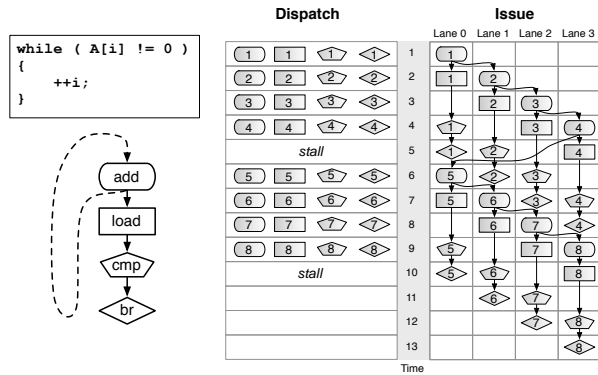 Dispatch Issue
Lane 0 Lane 1 Lane 2 Lane 3
while ( A[i] != 0 )
{
++i;
}
add
load
cmp
br
1 1 1 1 1 1
2 2 2 2 2 1 2
3 3 3 3 3 2 3
4 4 4 4 4 1 3 4
stall 5 1 2 4
5 5 5 5 6 5 2 3
6 6 6 6 7 5 6 3 4
7 7 7 7 8 6 7 4
8 8 8 8 9 5 7 8
stall 10 5 6 8
11 6 7
12 7 8
13 8
Time